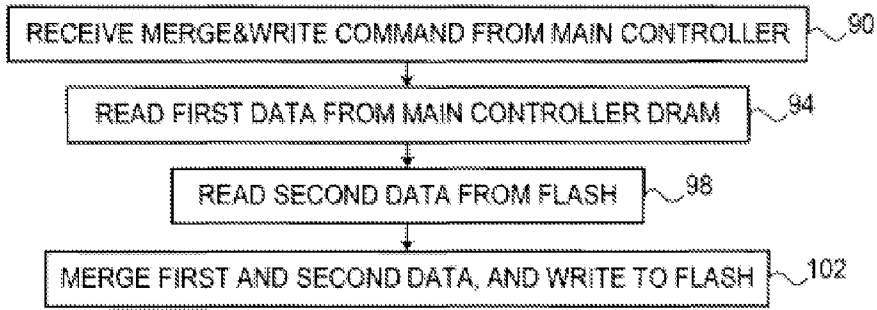 RECEIVE MERGE&WRITE COMMAND FROM MAIN CONTROLLER
90
READ FIRST DATA FROM MAIN CONTROLLER DRAM
94
READ SECOND DATA FROM FLASH
98
MERGE FIRST AND SECOND DATA, AND WRITE TO FLASH
102